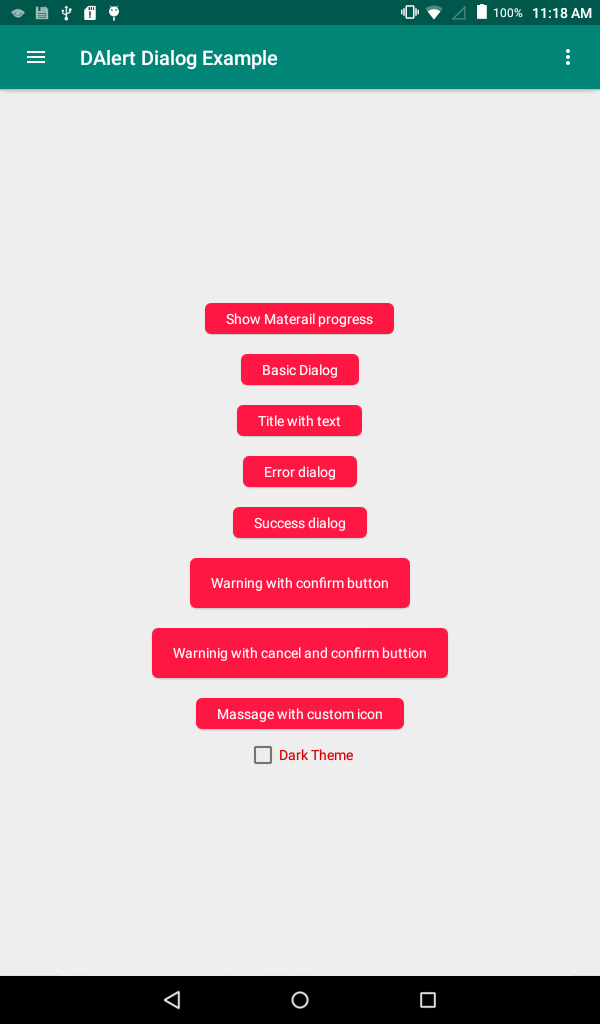 100% 11:18 AM
DAlert Dialog Example
Show Materail progress
Basic Dialog
Title with text
Error dialog
Success dialog
Warning with confirm button
Warninig with cancel and confirm buttion
Massage with custom icon
Dark Theme